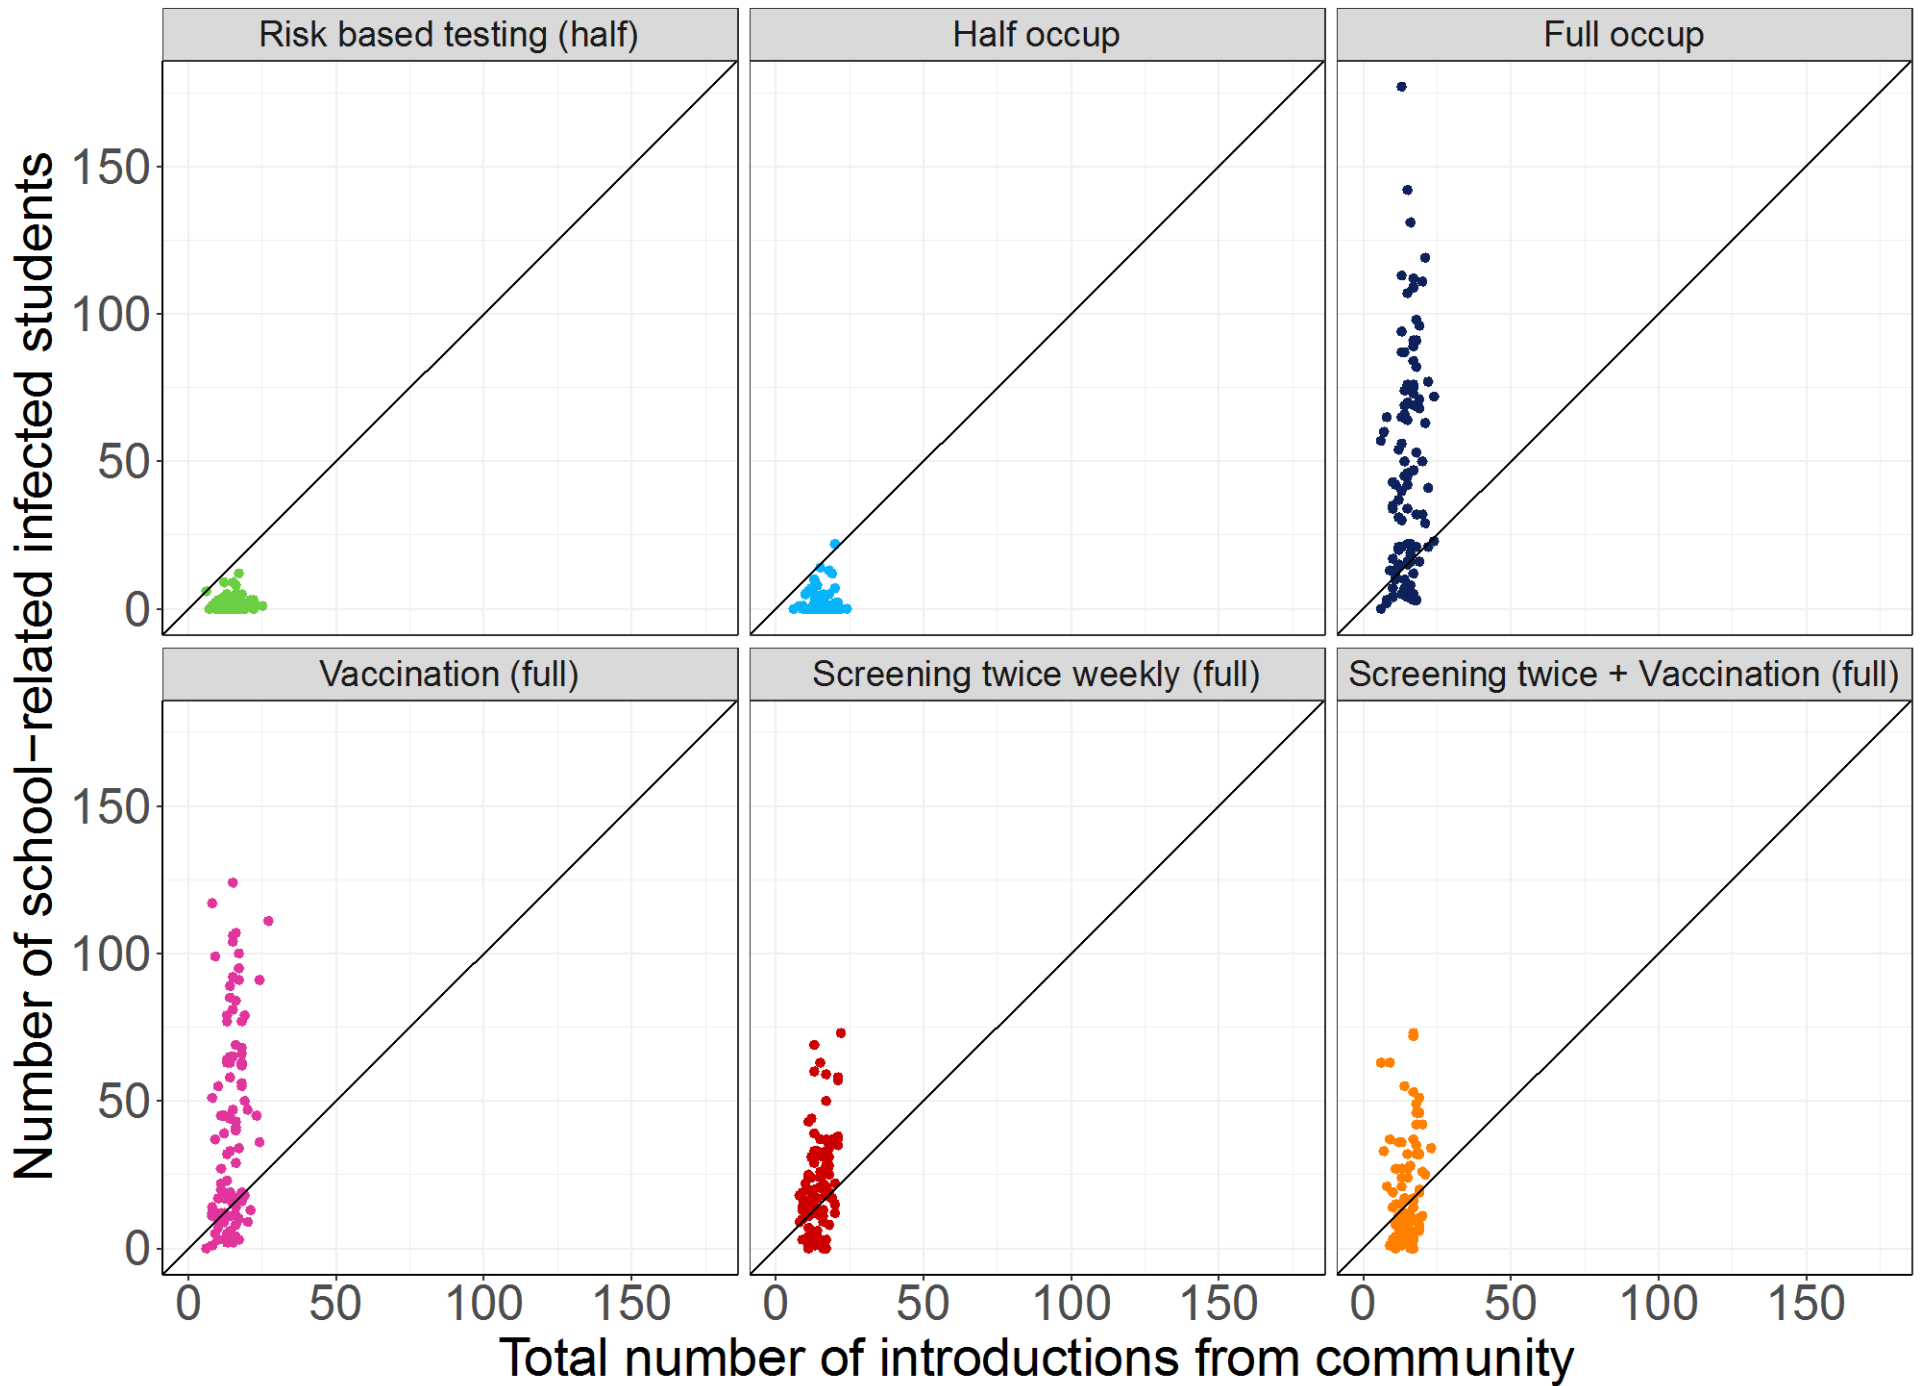 Risk based testing (half)
Half occup
Full occup
150
100
50
0
Vaccination (full)
Screening twice weekly (full)
Screening twice + Vaccination (full)
150
100
50
0
0 50 100 150
0 50 100 150
0 50 100 150
Total number of introductions from community
Number of school-related infected students